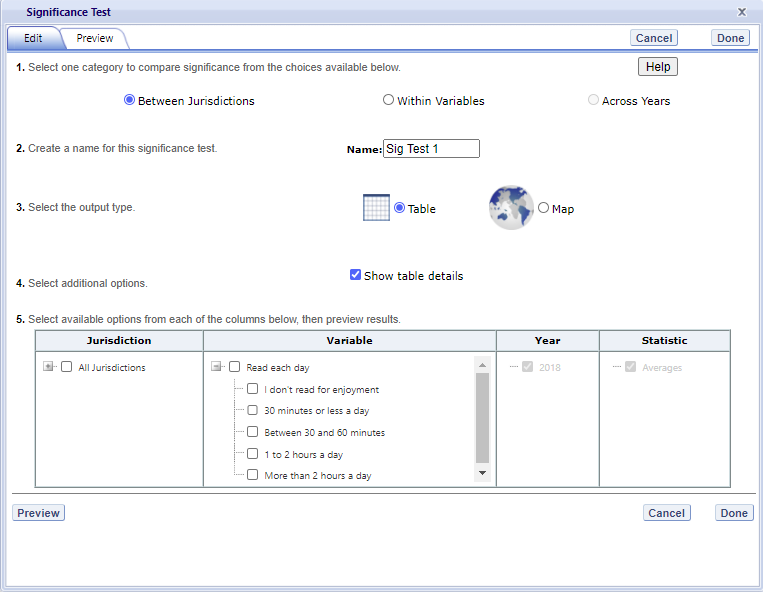 Significance Test X
Edit Preview Cancel Done
1. Select one category to compare significance from the choices available below. Help
Between Jurisdictions Within Variables Across Years
2. Create a name for this significance test. Name: Sig Test 1
3. Select the output type. Table Map
Show table details
4. Select additional options.
5. Select available options from each of the columns below, then preview results.
Jurisdiction Variable Year Statistic
All Jurisdictions Read each day 2018 Averages
I don't read for enjoyment
30 minutes or less a day
Between 30 and 60 minutes
1 to 2 hours a day
More than 2 hours a day
Preview Cancel Done